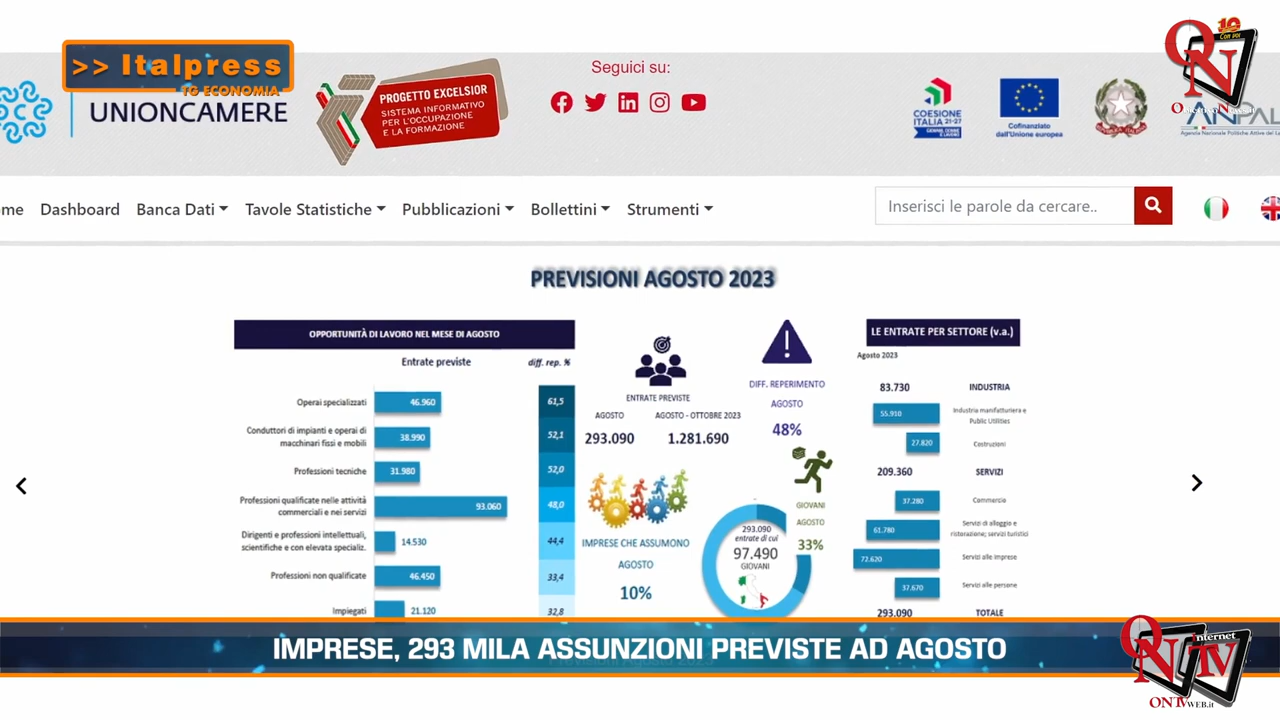 >> Italpress
TG ECONOMIA
UNIONCAMERE
PROGETTO EXCELSIOR
SISTEMA INFORMATIVO
PER L'OCCUPAZIONE
E LA FORMAZIONE
Seguici su:
COESIONE
ITALIA 21-27
Cofinanziato
dall'Unione europea
10
Con voi
QN
ANPAL
me Dashboard Banca Dati Tavole Statistiche Pubblicazioni Bollettini Strumenti
Inserisci le parole da cercare..
PREVISIONI AGOSTO 2023
OPPORTUNITÀ DI LAVORO NEL MESE DI AGOSTO
Entrate previste diff. rep. %
Operai specializzati 46.960 61,5
Conduttori di impianti e operai di
macchinari fissi e mobili 38.990 52,1
Professioni tecniche 31.980 52,0
Professioni qualificate nelle attività
commerciali e nei servizi 93.060 48,0
Dirigenti e professioni intellettuali,
scientifiche e con elevata specializ. 14.530 44,4
Professioni non qualificate 46.450 33,4
Impiegati 21.120 32,8
ENTRATE PREVISTE
AGOSTO AGOSTO - OTTOBRE 2023
293.090 1.281.690
DIFF. REPERIMENTO
AGOSTO
48%
IMPRESE CHE ASSUMONO
AGOSTO
10%
GIOVANI
AGOSTO
33%
293.090
entrate di cui
97.490
GIOVANI
LE ENTRATE PER SETTORE (v.a.)
Agosto 2023
83.730 INDUSTRIA
55.910 Industria manifatturiera e
Public Utilities
27.820 Costruzioni
209.360 SERVIZI
37.280 Commercio
61.780 Servizi di alloggio e
ristorazione; servizi turistici
72.620 Servizi alle imprese
37.670 Servizi alle persone
293.090 TOTALE
IMPRESE, 293 MILA ASSUNZIONI PREVISTE AD AGOSTO
QN internet TV
ONTVWEB.it